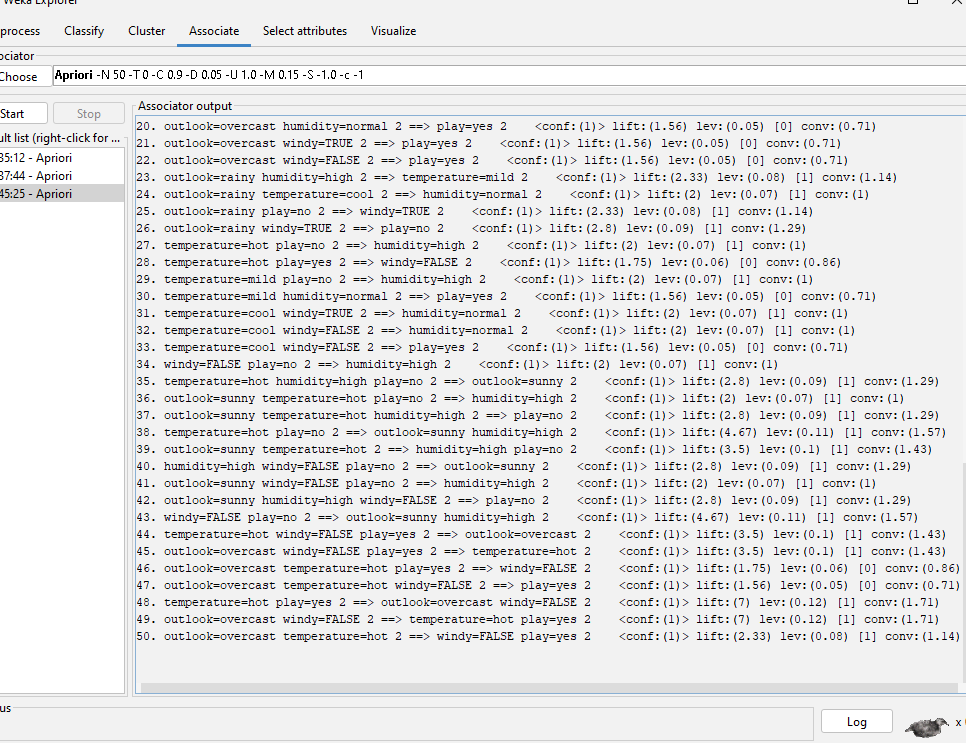 Weka Explorer
process Classify Cluster Associate Select attributes Visualize
ociator
Choose Apriori -N 50 -T 0 -C 0.9 -D 0.05 -U 1.0 -M 0.15 -S -1.0 -c -1
Start Stop
ult list (right-click for ...
35:12 - Apriori
37:44 - Apriori
45:25 - Apriori
Associator output
20. outlook=overcast humidity=normal 2 ==> play=yes 2 <conf:(1)> lift:(1.56) lev:(0.05) [0] conv:(0.71)
21. outlook=overcast windy=TRUE 2 ==> play=yes 2 <conf:(1)> lift:(1.56) lev:(0.05) [0] conv:(0.71)
22. outlook=overcast windy=FALSE 2 ==> play=yes 2 <conf:(1)> lift:(1.56) lev:(0.05) [0] conv:(0.71)
23. outlook=rainy humidity=high 2 ==> temperature=mild 2 <conf:(1)> lift:(2.33) lev:(0.08) [1] conv:(1.14)
24. outlook=rainy temperature=cool 2 ==> humidity=normal 2 <conf:(1)> lift:(2) lev:(0.07) [1] conv:(1)
25. outlook=rainy play=no 2 ==> windy=TRUE 2 <conf:(1)> lift:(2.33) lev:(0.08) [1] conv:(1.14)
26. outlook=rainy windy=TRUE 2 ==> play=no 2 <conf:(1)> lift:(2.8) lev:(0.09) [1] conv:(1.29)
27. temperature=hot play=no 2 ==> humidity=high 2 <conf:(1)> lift:(2) lev:(0.07) [1] conv:(1)
28. temperature=hot play=yes 2 ==> windy=FALSE 2 <conf:(1)> lift:(1.75) lev:(0.06) [0] conv:(0.86)
29. temperature=mild play=no 2 ==> humidity=high 2 <conf:(1)> lift:(2) lev:(0.07) [1] conv:(1)
30. temperature=mild humidity=normal 2 ==> play=yes 2 <conf:(1)> lift:(1.56) lev:(0.05) [0] conv:(0.71)
31. temperature=cool windy=TRUE 2 ==> humidity=normal 2 <conf:(1)> lift:(2) lev:(0.07) [1] conv:(1)
32. temperature=cool windy=FALSE 2 ==> humidity=normal 2 <conf:(1)> lift:(2) lev:(0.07) [1] conv:(1)
33. temperature=cool windy=FALSE 2 ==> play=yes 2 <conf:(1)> lift:(1.56) lev:(0.05) [0] conv:(0.71)
34. windy=FALSE play=no 2 ==> humidity=high 2 <conf:(1)> lift:(2) lev:(0.07) [1] conv:(1)
35. temperature=hot humidity=high play=no 2 ==> outlook=sunny 2 <conf:(1)> lift:(2.8) lev:(0.09) [1] conv:(1.29)
36. outlook=sunny temperature=hot play=no 2 ==> humidity=high 2 <conf:(1)> lift:(2) lev:(0.07) [1] conv:(1)
37. outlook=sunny temperature=hot humidity=high 2 ==> play=no 2 <conf:(1)> lift:(2.8) lev:(0.09) [1] conv:(1.29)
38. temperature=hot play=no 2 ==> outlook=sunny humidity=high 2 <conf:(1)> lift:(4.67) lev:(0.11) [1] conv:(1.57)
39. outlook=sunny temperature=hot 2 ==> humidity=high play=no 2 <conf:(1)> lift:(3.5) lev:(0.1) [1] conv:(1.43)
40. humidity=high windy=FALSE play=no 2 ==> outlook=sunny 2 <conf:(1)> lift:(2.8) lev:(0.09) [1] conv:(1.29)
41. outlook=sunny windy=FALSE play=no 2 ==> humidity=high 2 <conf:(1)> lift:(2) lev:(0.07) [1] conv:(1)
42. outlook=sunny humidity=high windy=FALSE 2 ==> play=no 2 <conf:(1)> lift:(2.8) lev:(0.09) [1] conv:(1.29)
43. windy=FALSE play=no 2 ==> outlook=sunny humidity=high 2 <conf:(1)> lift:(4.67) lev:(0.11) [1] conv:(1.57)
44. temperature=hot windy=FALSE play=yes 2 ==> outlook=overcast 2 <conf:(1)> lift:(3.5) lev:(0.1) [1] conv:(1.43)
45. outlook=overcast windy=FALSE play=yes 2 ==> temperature=hot 2 <conf:(1)> lift:(3.5) lev:(0.1) [1] conv:(1.43)
46. outlook=overcast temperature=hot play=yes 2 ==> windy=FALSE 2 <conf:(1)> lift:(1.75) lev:(0.06) [0] conv:(0.86)
47. outlook=overcast temperature=hot windy=FALSE 2 ==> play=yes 2 <conf:(1)> lift:(1.56) lev:(0.05) [0] conv:(0.71)
48. temperature=hot play=yes 2 ==> outlook=overcast windy=FALSE 2 <conf:(1)> lift:(7) lev:(0.12) [1] conv:(1.71)
49. outlook=overcast windy=FALSE 2 ==> temperature=hot play=yes 2 <conf:(1)> lift:(7) lev:(0.12) [1] conv:(1.71)
50. outlook=overcast temperature=hot 2 ==> windy=FALSE play=yes 2 <conf:(1)> lift:(2.33) lev:(0.08) [1] conv:(1.14)
us
Log
x